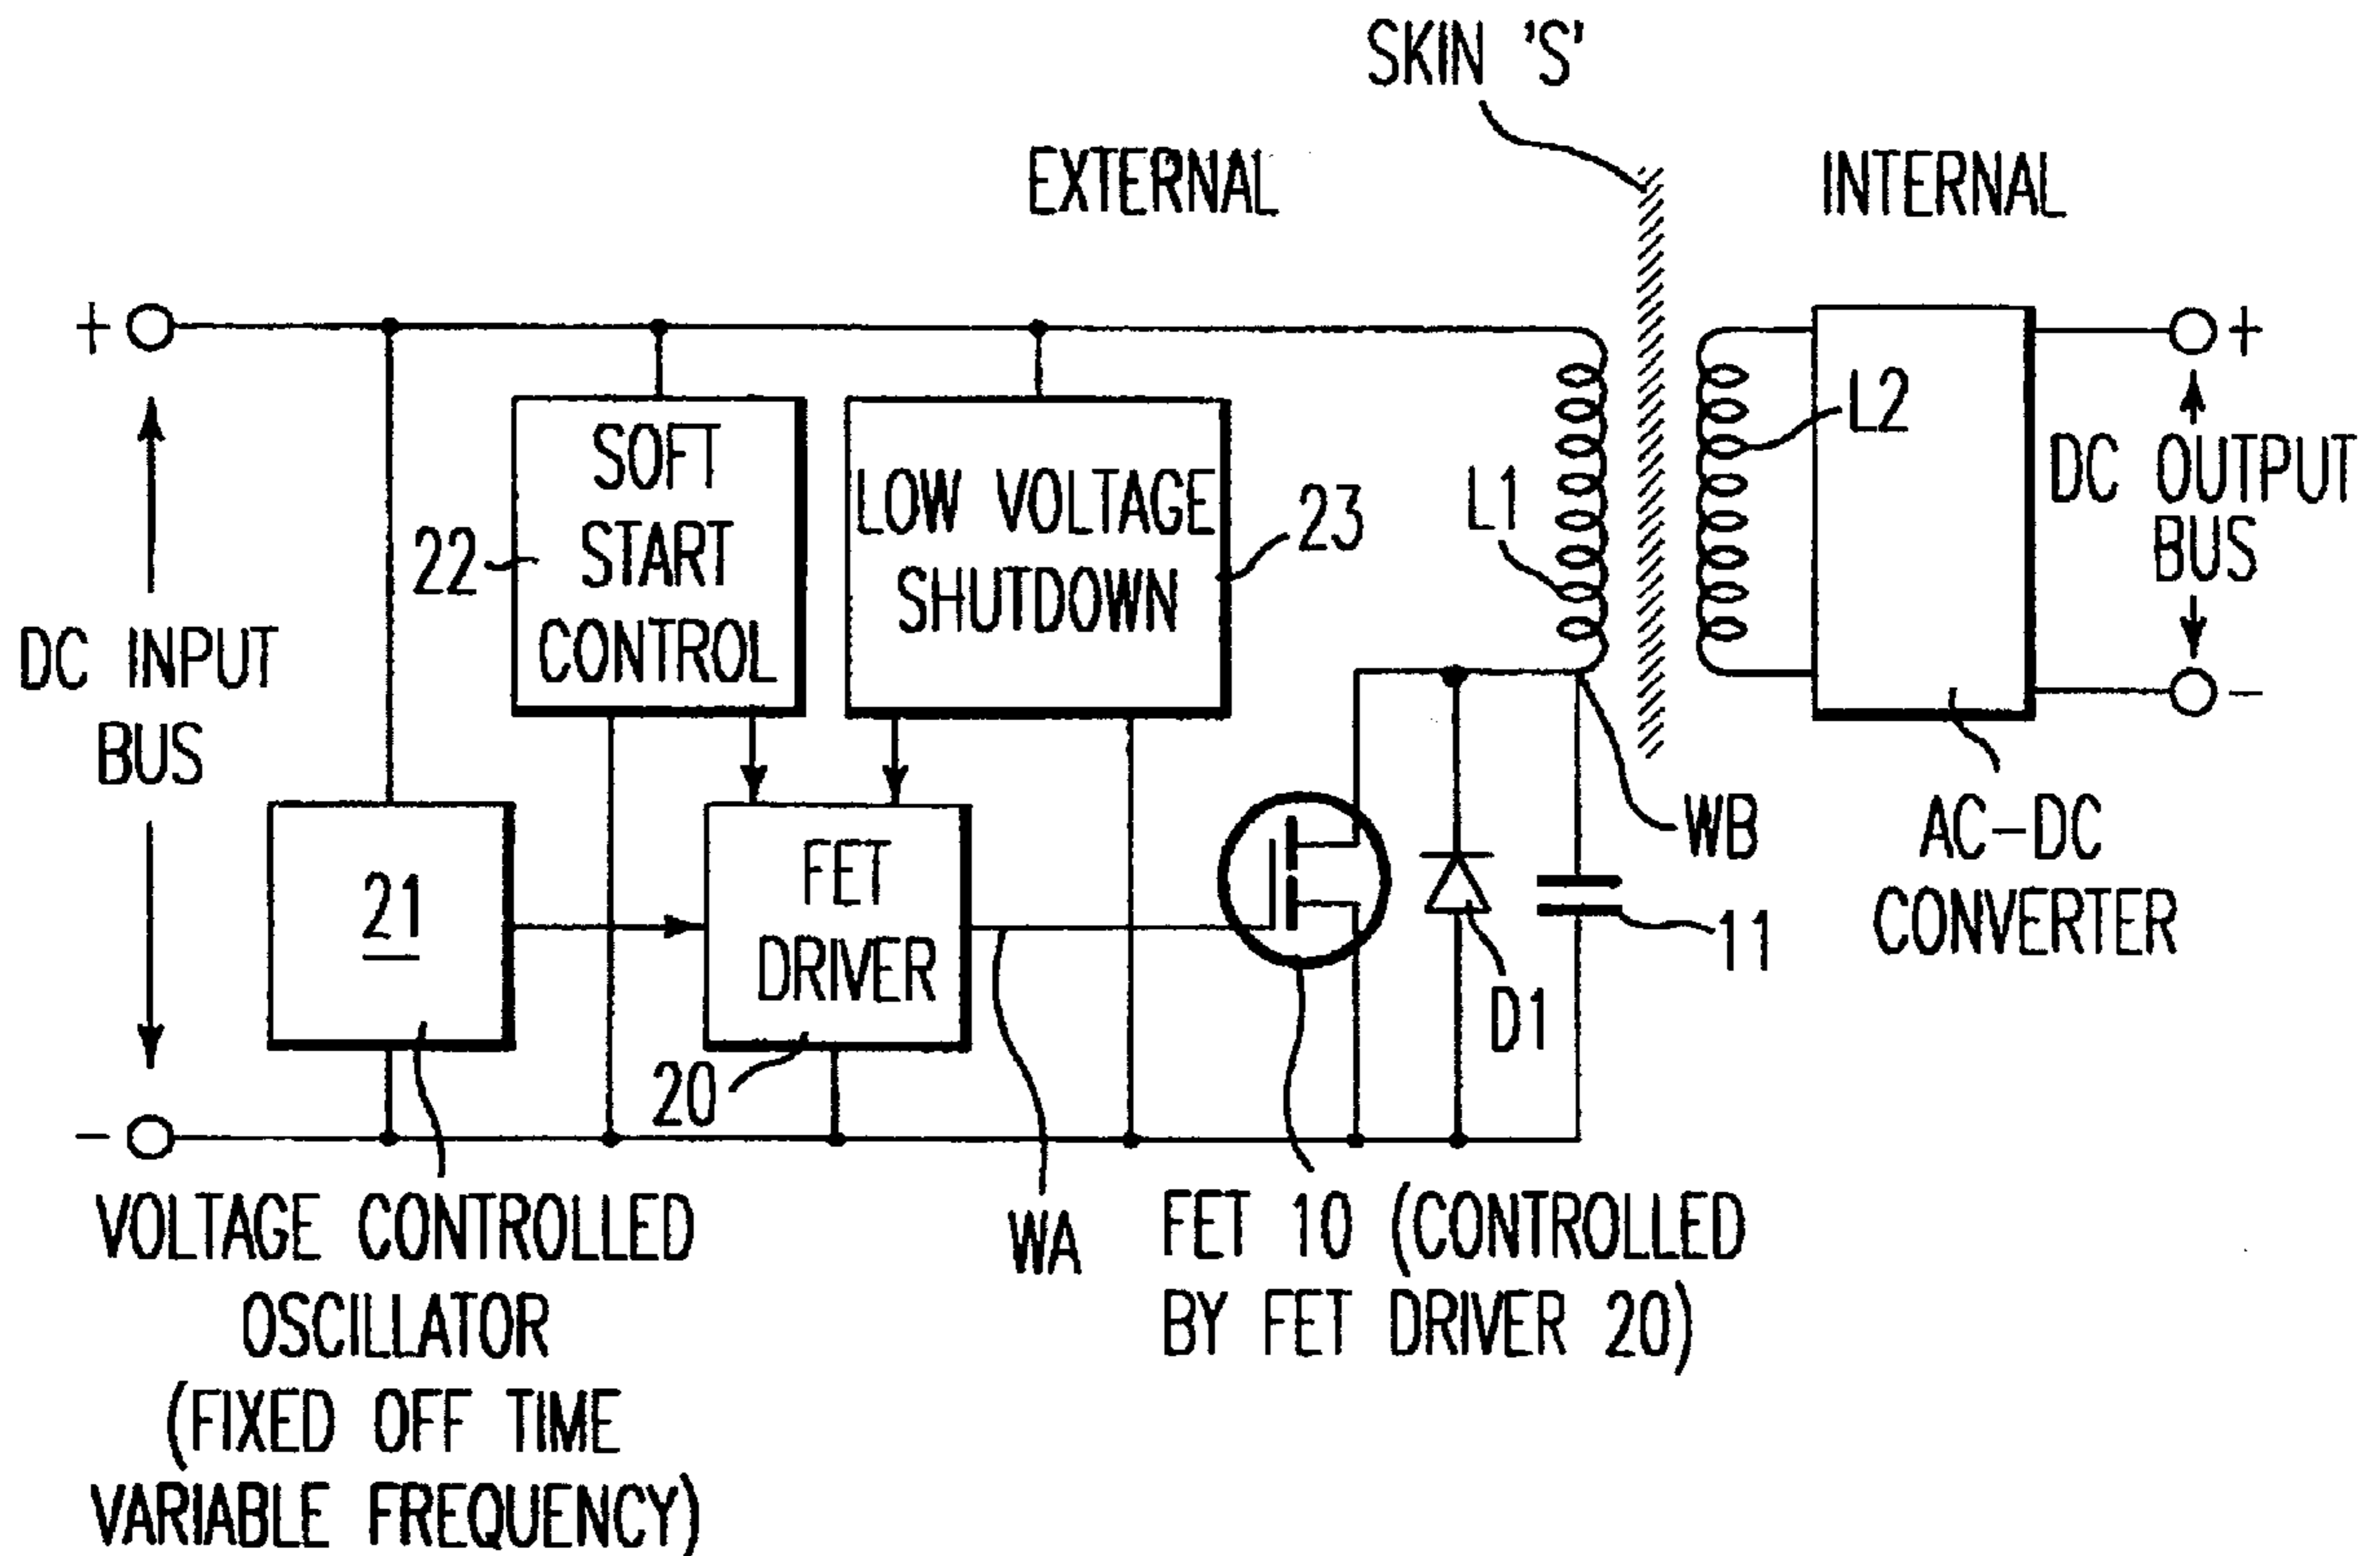 SKIN 'S'
EXTERNAL
INTERNAL
+
+
SOFT
START
CONTROL
22
LOW VOLTAGE
SHUTDOWN
23
L1
L2
DC OUTPUT
BUS
−
DC INPUT
BUS
21
FET
DRIVER
20
WB
AC−DC
CONVERTER
11
D1
−
VOLTAGE CONTROLLED
OSCILLATOR
(FIXED OFF TIME
VARIABLE FREQUENCY)
WA
FET 10 (CONTROLLED
BY FET DRIVER 20)